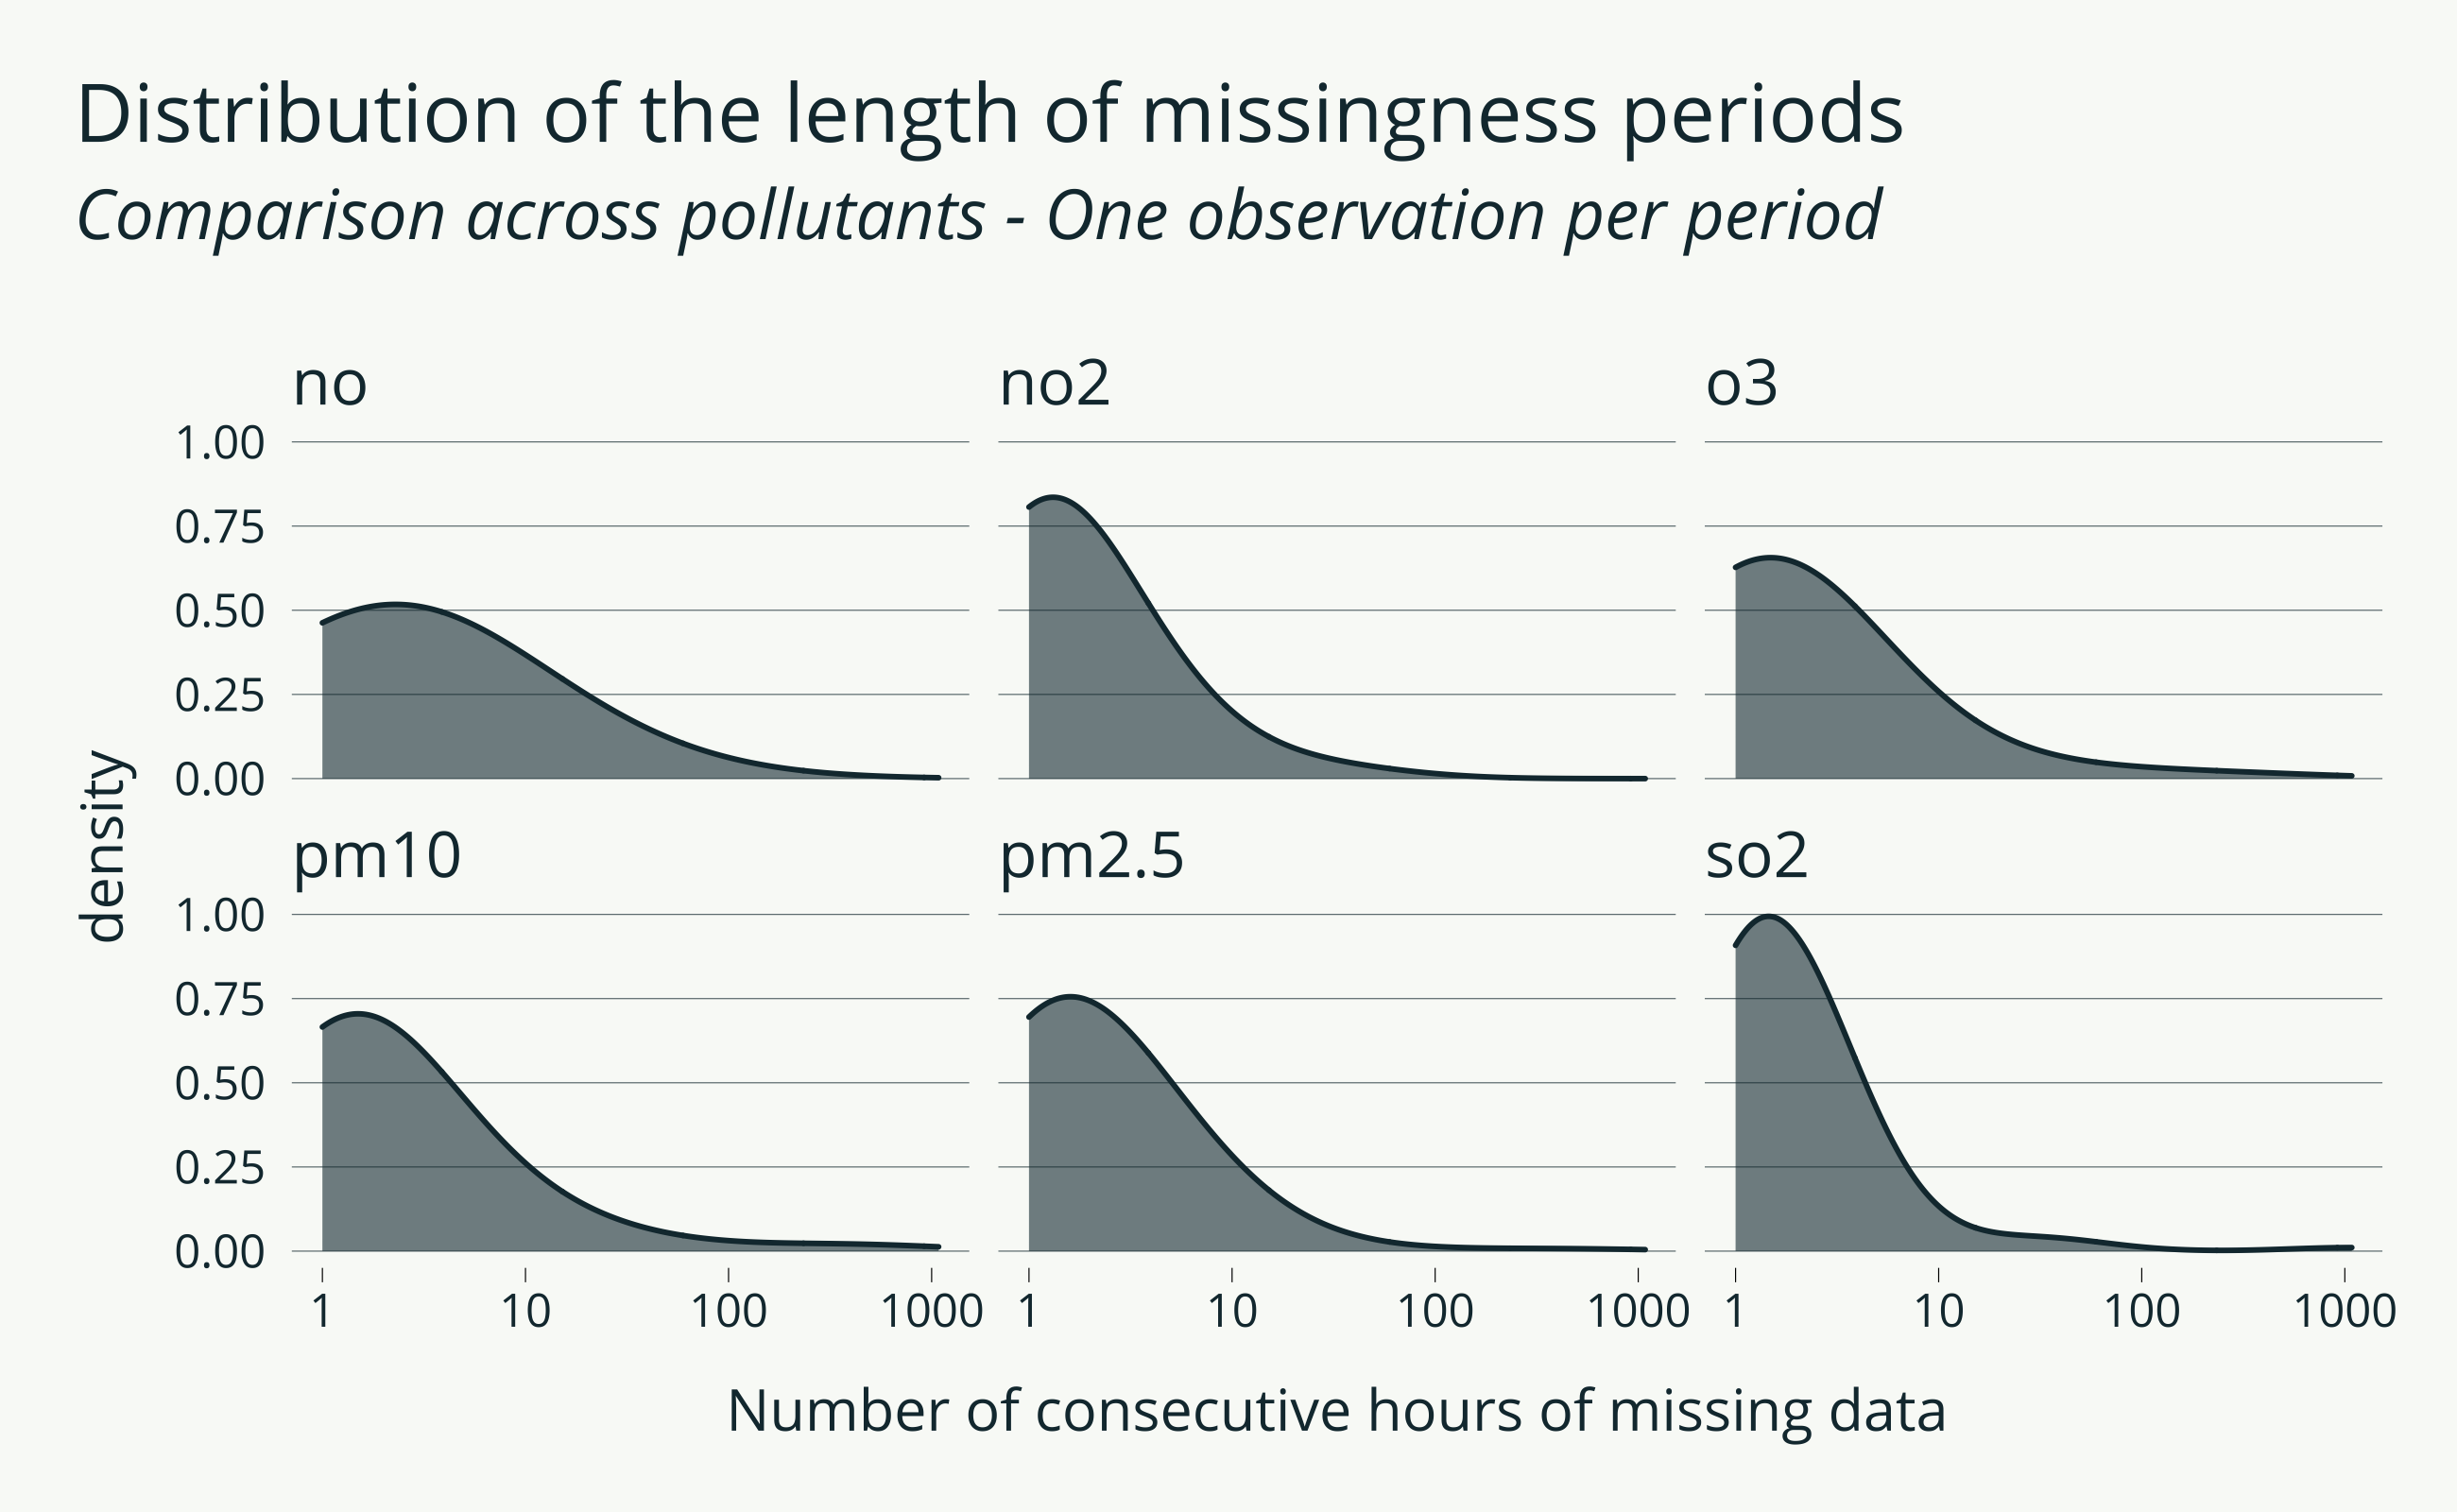 Distribution of the length of missingness periods
Comparison across pollutants - One observation per period
no
no2
o3
1.00
0.75
0.50
0.25
0.00
density
pm10
pm2.5
so2
1.00
0.75
0.50
0.25
0.00
1 10 100 1000 1 10 100 1000 1 10 100 1000
Number of consecutive hours of missing data